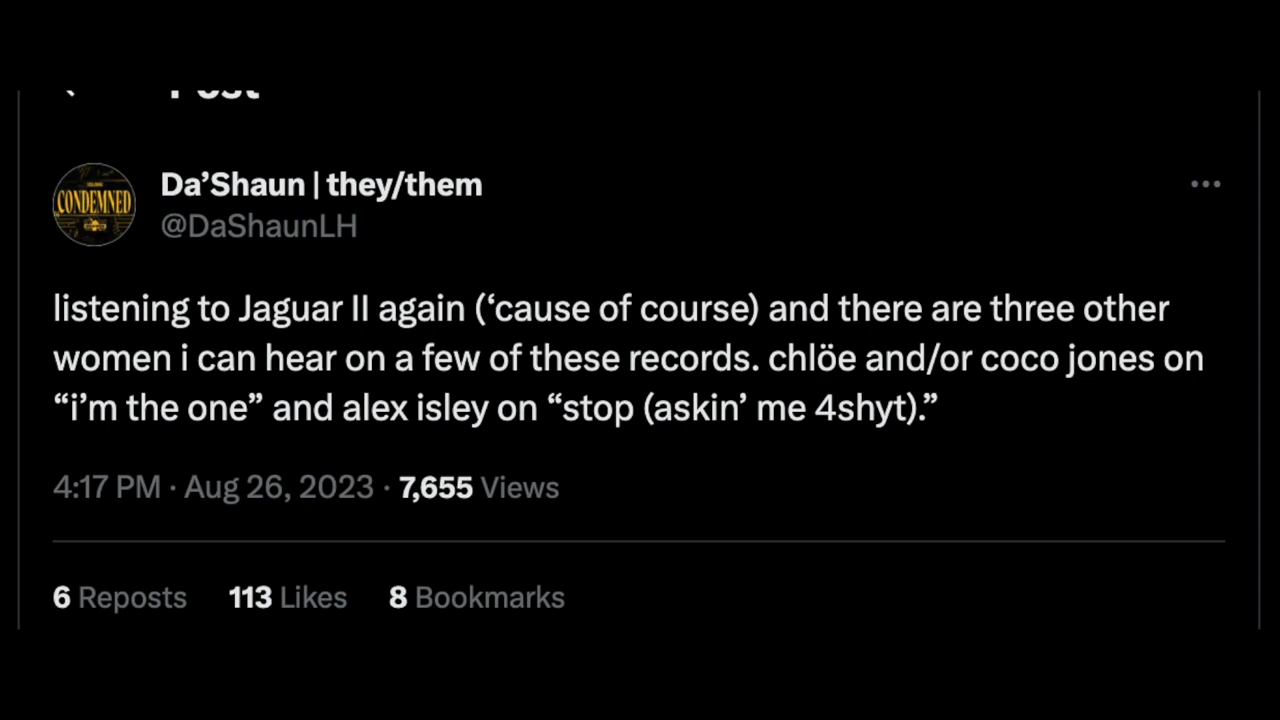 Post
CONDEMNED
Da’Shaun | they/them
@DaShaunLH
listening to Jaguar II again (‘cause of course) and there are three other
women i can hear on a few of these records. chlöe and/or coco jones on
“i’m the one” and alex isley on “stop (askin’ me 4shyt).”
4:17 PM · Aug 26, 2023 · 7,655 Views
6 Reposts 113 Likes 8 Bookmarks